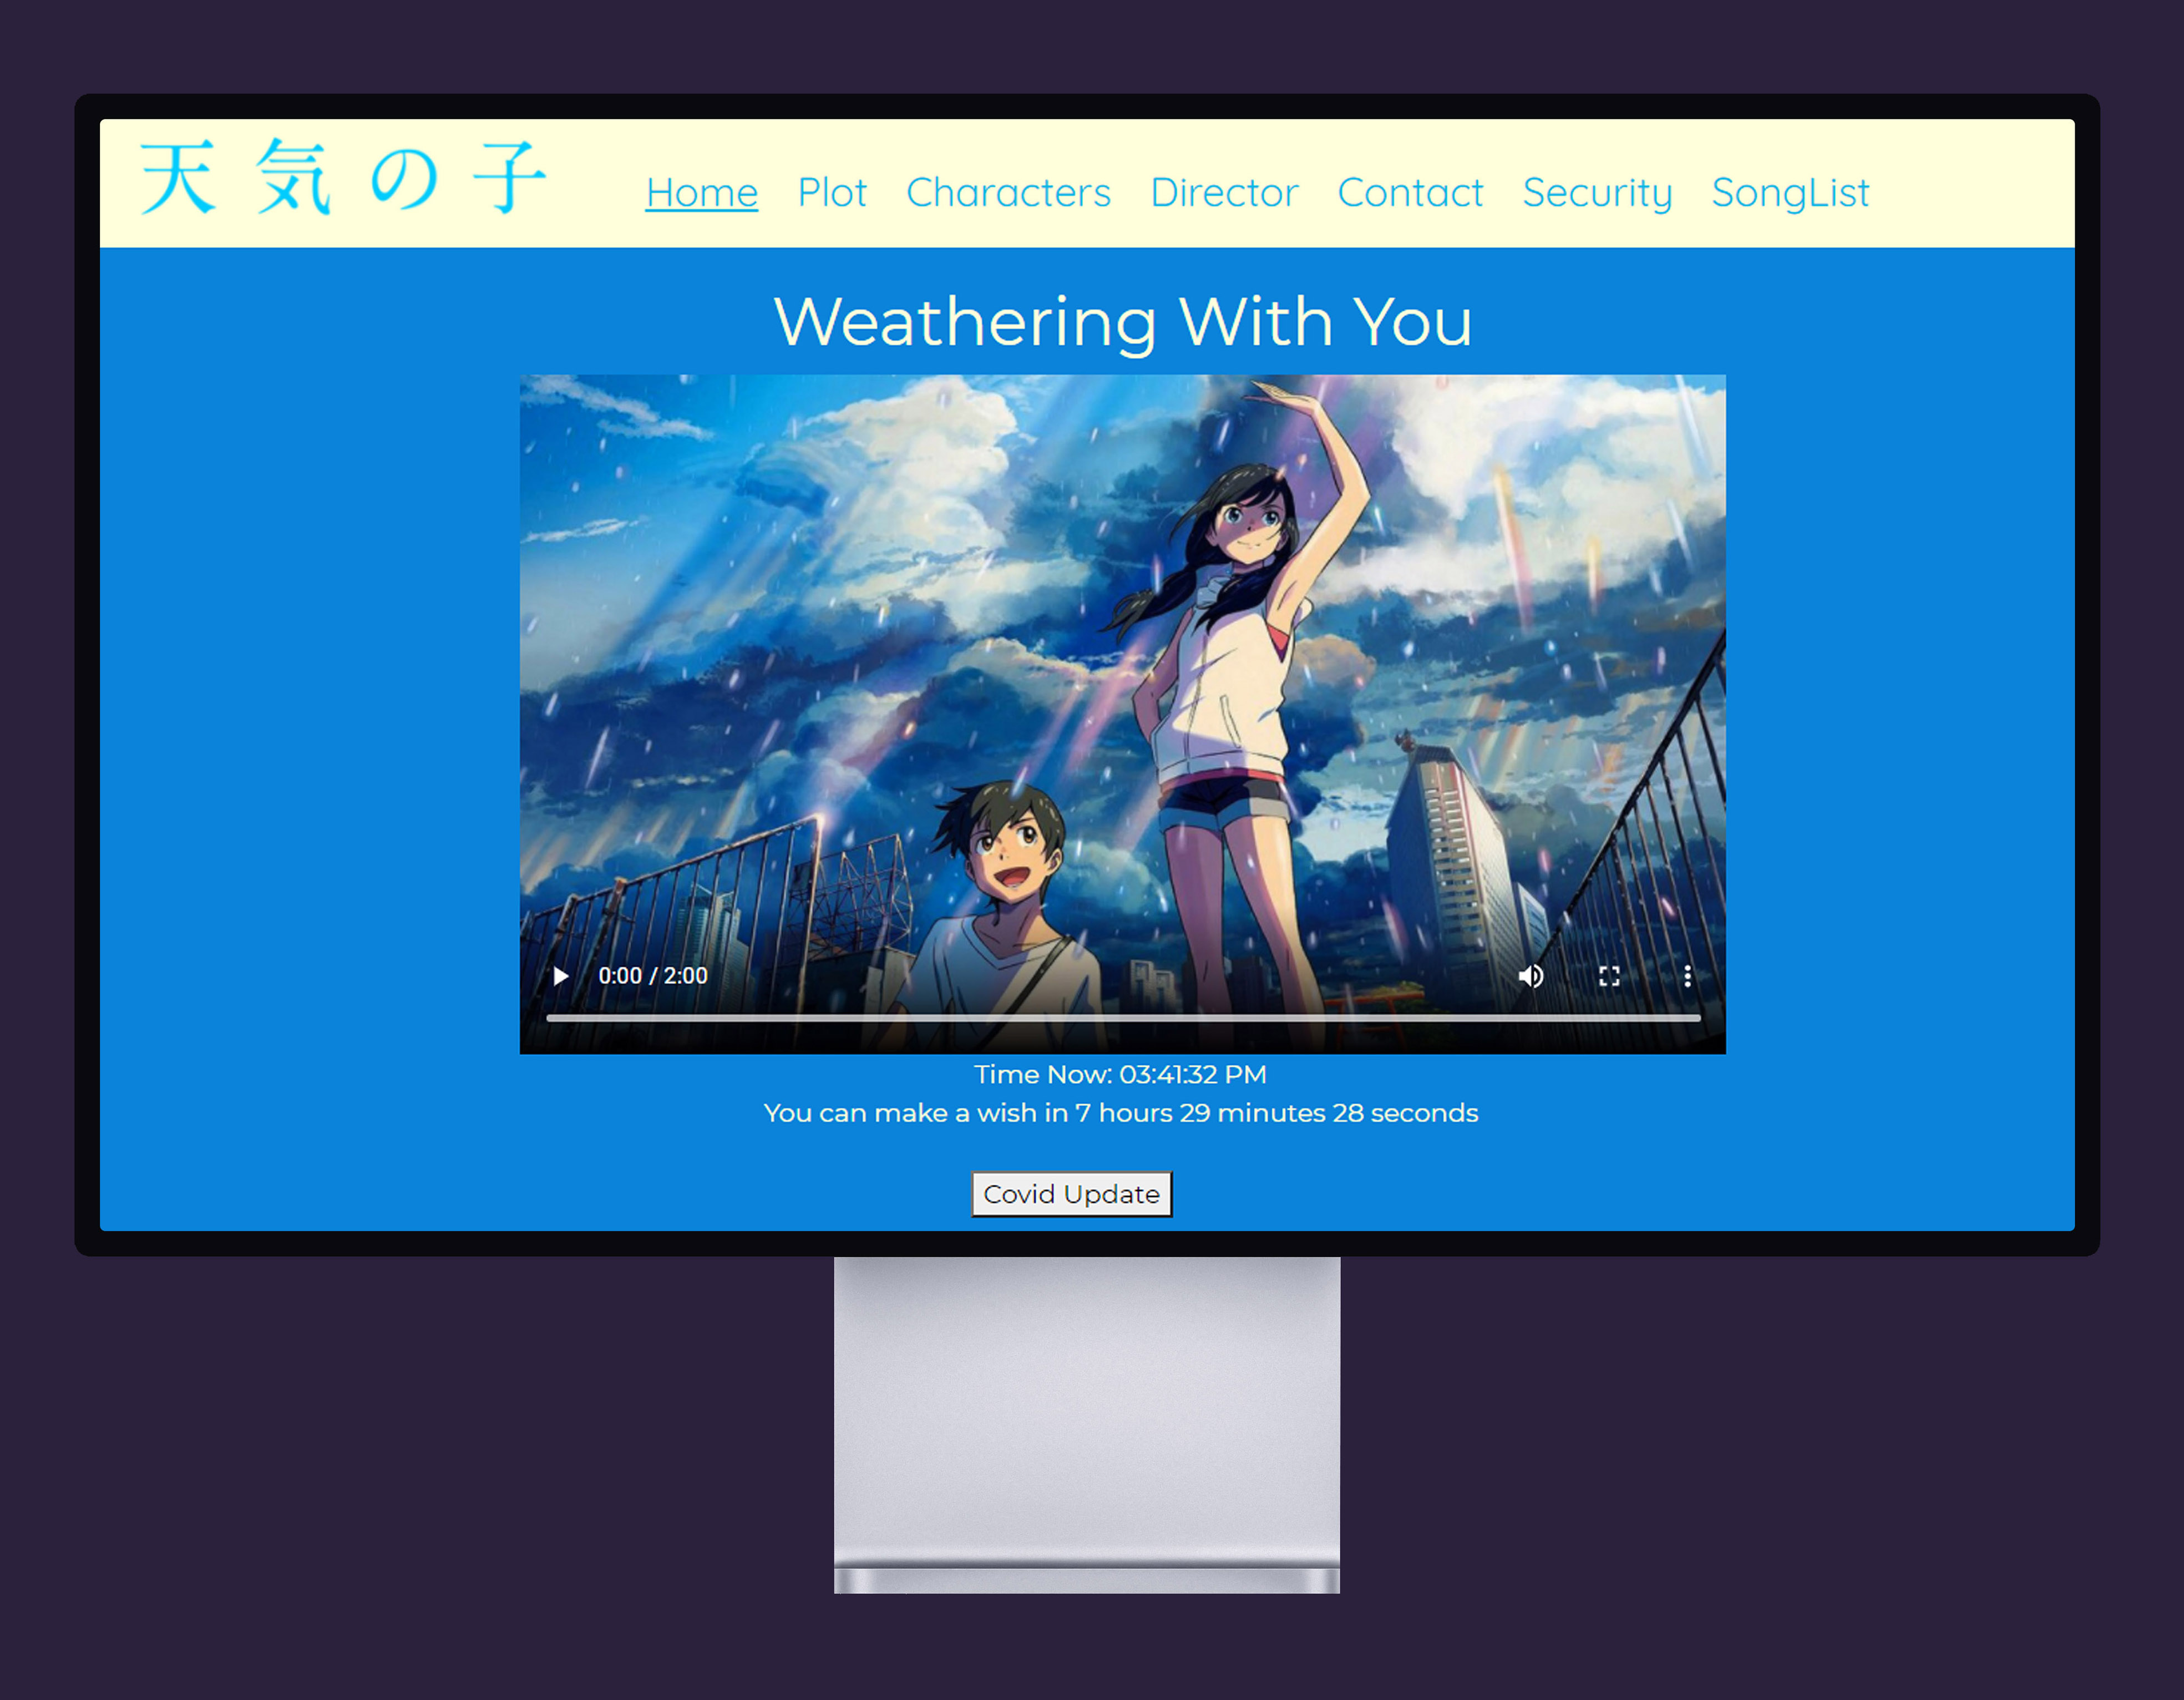 天気の子
Home Plot Characters Director Contact Security SongList
Weathering With You
0:00 / 2:00
Time Now: 03:41:32 PM
You can make a wish in 7 hours 29 minutes 28 seconds
Covid Update